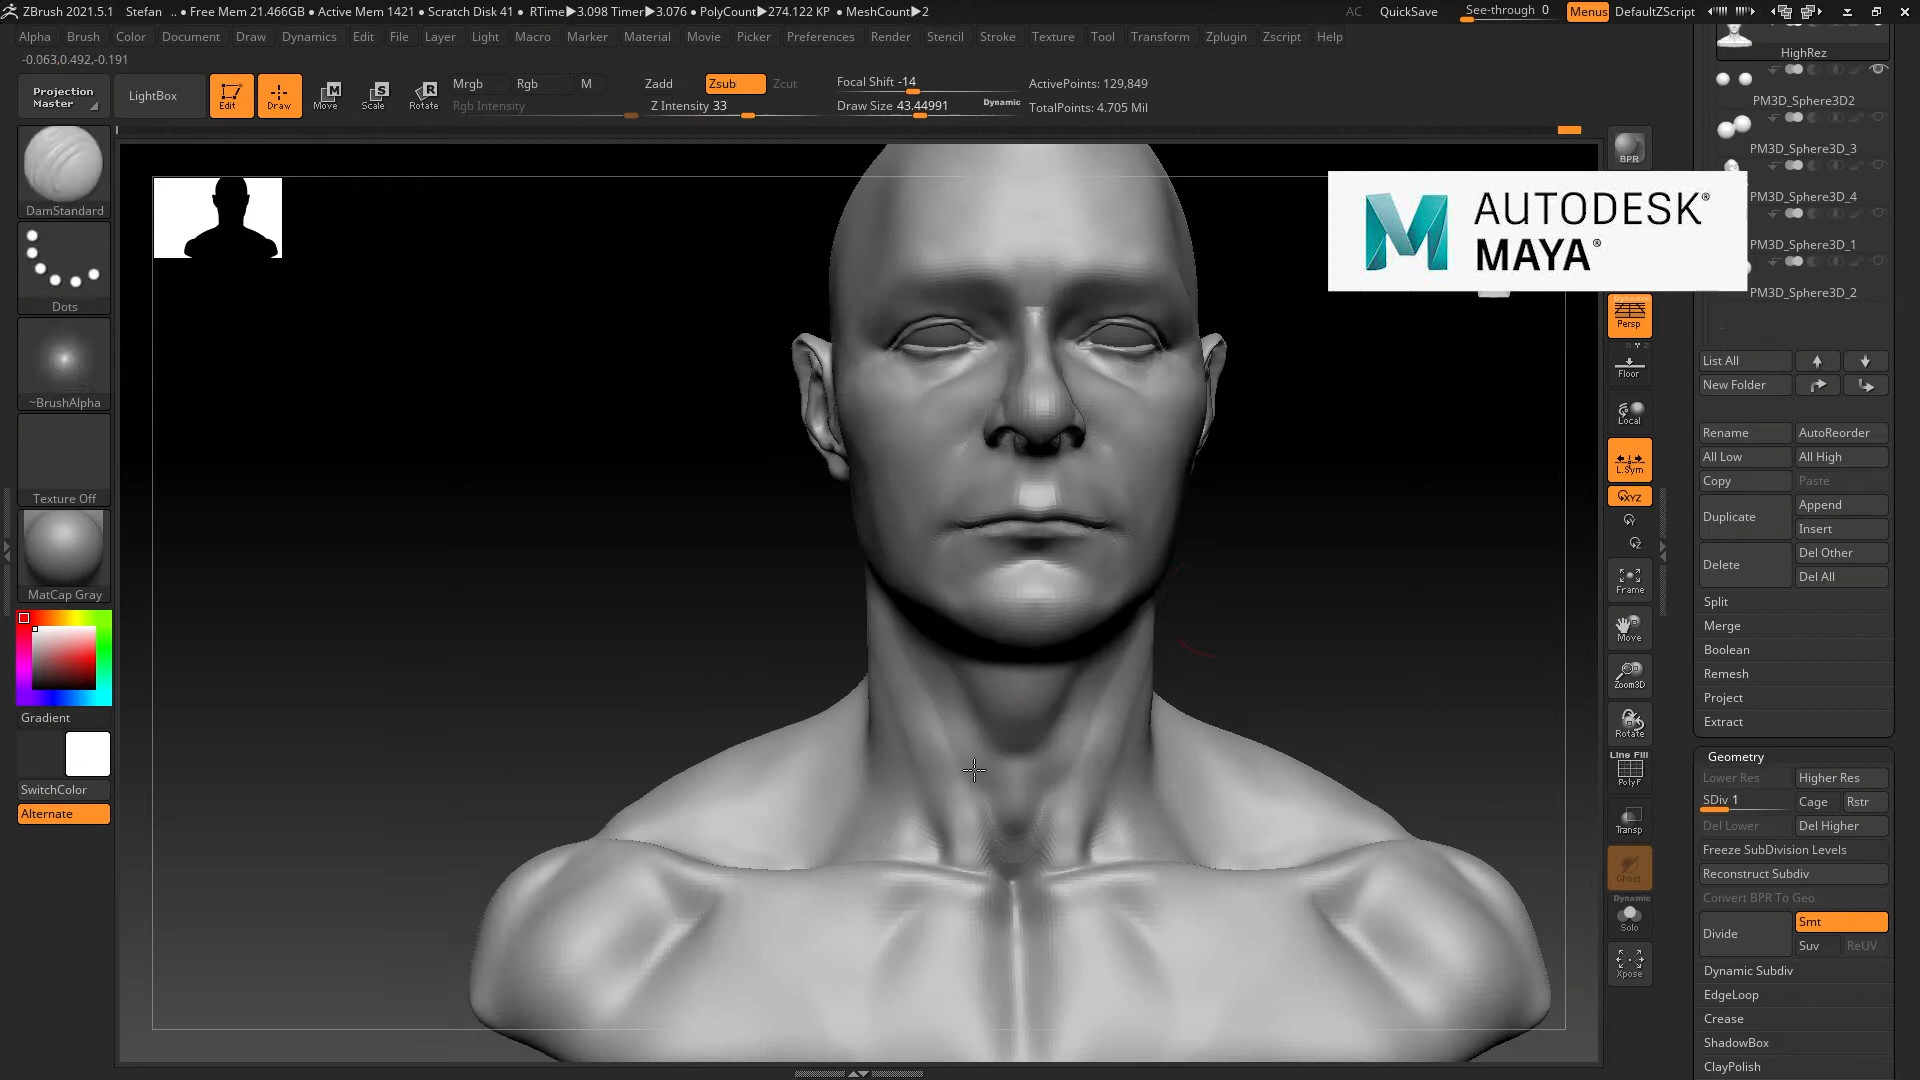 ZBrush 2021.5.1 Stefan .. ● Free Mem 21.466GB ● Active Mem 1421 ● Scratch Disk 41 ● RTime▶3.098 Timer▶3.076 ● PolyCount▶274.122 KP ● MeshCount▶2 AC QuickSave See-through 0 Menus DefaultZScript
Alpha Brush Color Document Draw Dynamics Edit File Layer Light Macro Marker Material Movie Picker Preferences Render Stencil Stroke Texture Tool Transform Zplugin Zscript Help
-0.063,0.492,-0.191
Projection Master
LightBox
Edit
Draw
Move
Scale
Rotate
Mrgb Rgb M
Rgb Intensity
Zadd Zsub Zcut
Z Intensity 33
Focal Shift -14
Draw Size 43.44991 Dynamic
ActivePoints: 129,849
TotalPoints: 4.705 Mil
DamStandard
Dots
~BrushAlpha
Texture Off
MatCap Gray
Gradient
SwitchColor
Alternate
AUTODESK®
MAYA®
BPR
Dynamic
Persp
Floor
Local
L.Sym
XYZ
Y
Z
Frame
Move
Zoom3D
Rotate
Line Fill
PolyF
Transp
Ghost
Dynamic
Solo
Xpose
HighRez
PM3D_Sphere3D2
PM3D_Sphere3D_3
PM3D_Sphere3D_4
PM3D_Sphere3D_1
PM3D_Sphere3D_2
List All
New Folder
Rename AutoReorder
All Low All High
Copy Paste
Duplicate Append
Insert
Delete Del Other
Del All
Split
Merge
Boolean
Remesh
Project
Extract
Geometry
Lower Res Higher Res
SDiv 1 Cage Rstr
Del Lower Del Higher
Freeze SubDivision Levels
Reconstruct Subdiv
Convert BPR To Geo
Divide Smt
Suv ReUV
Dynamic Subdiv
EdgeLoop
Crease
ShadowBox
ClayPolish